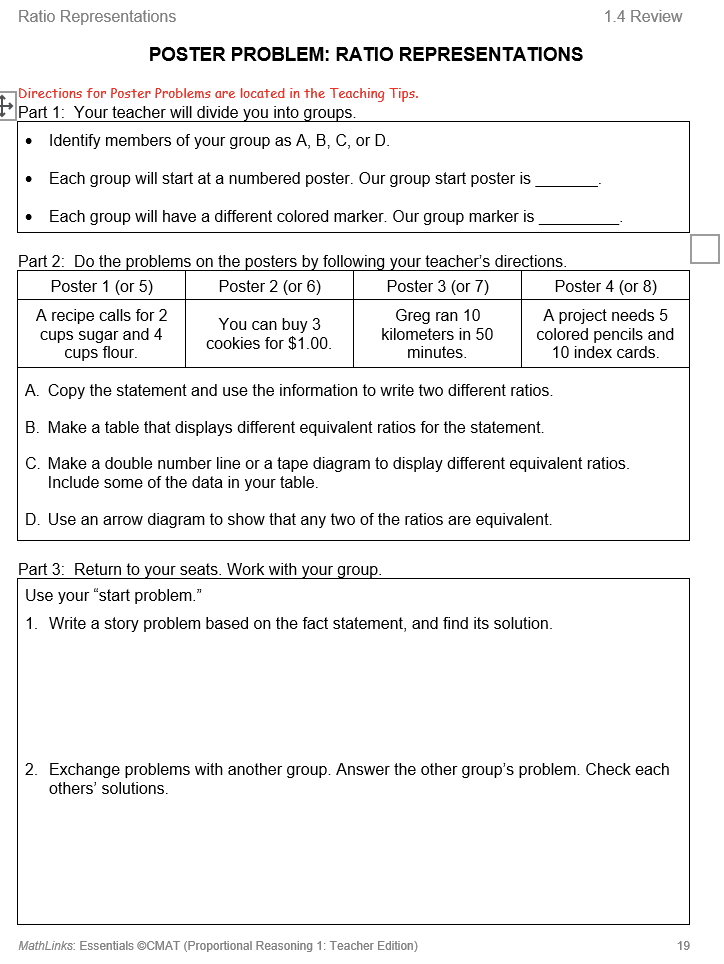 Ratio Representations 1.4 Review
POSTER PROBLEM: RATIO REPRESENTATIONS
Directions for Poster Problems are located in the Teaching Tips.
Part 1: Your teacher will divide you into groups.
• Identify members of your group as A, B, C, or D.
• Each group will start at a numbered poster. Our group start poster is _______.
• Each group will have a different colored marker. Our group marker is _________.
Part 2: Do the problems on the posters by following your teacher's directions.
Poster 1 (or 5) Poster 2 (or 6) Poster 3 (or 7) Poster 4 (or 8)
A recipe calls for 2
cups sugar and 4
cups flour.
You can buy 3
cookies for $1.00.
Greg ran 10
kilometers in 50
minutes.
A project needs 5
colored pencils and
10 index cards.
A. Copy the statement and use the information to write two different ratios.
B. Make a table that displays different equivalent ratios for the statement.
C. Make a double number line or a tape diagram to display different equivalent ratios.
Include some of the data in your table.
D. Use an arrow diagram to show that any two of the ratios are equivalent.
Part 3: Return to your seats. Work with your group.
Use your “start problem.”
1. Write a story problem based on the fact statement, and find its solution.
2. Exchange problems with another group. Answer the other group's problem. Check each
others' solutions.
MathLinks: Essentials ©CMAT (Proportional Reasoning 1: Teacher Edition) 19